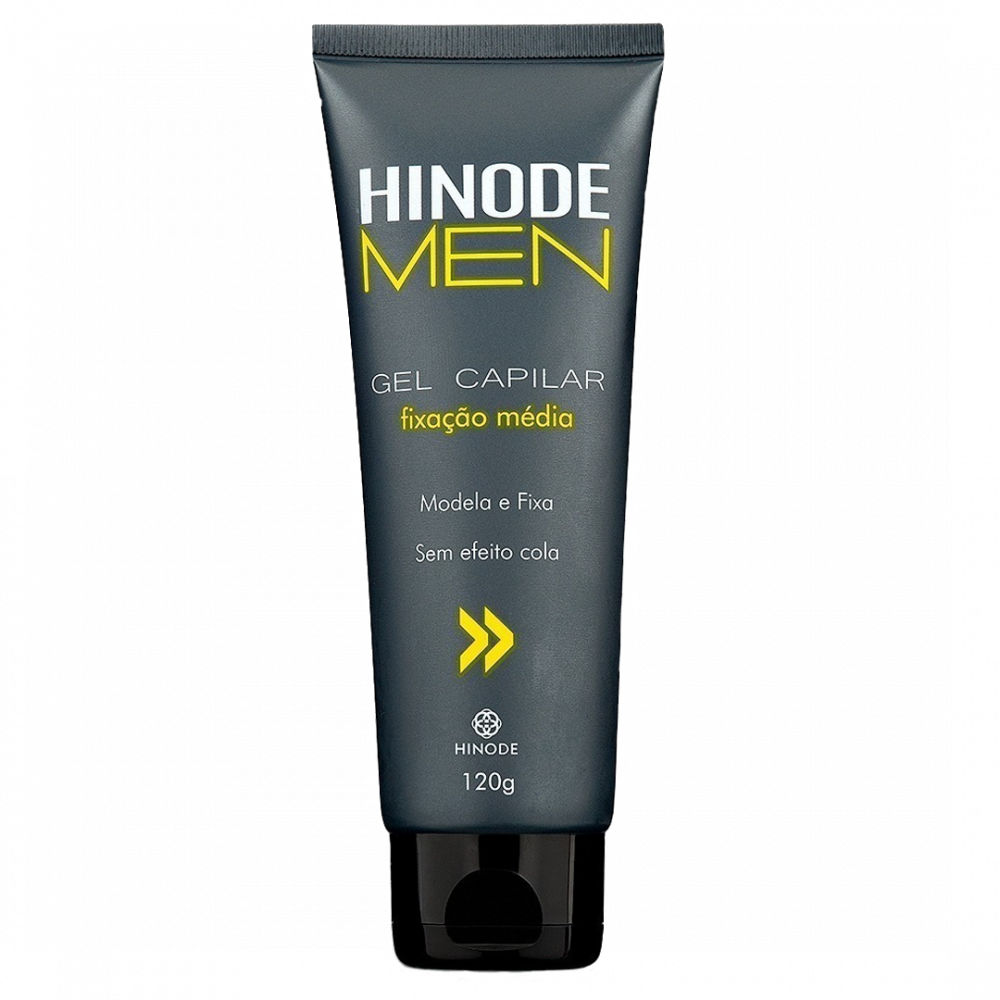 HINODE
MEN
GEL CAPILAR
fixação média
Modela e Fixa
Sem efeito cola
HINODE
120g